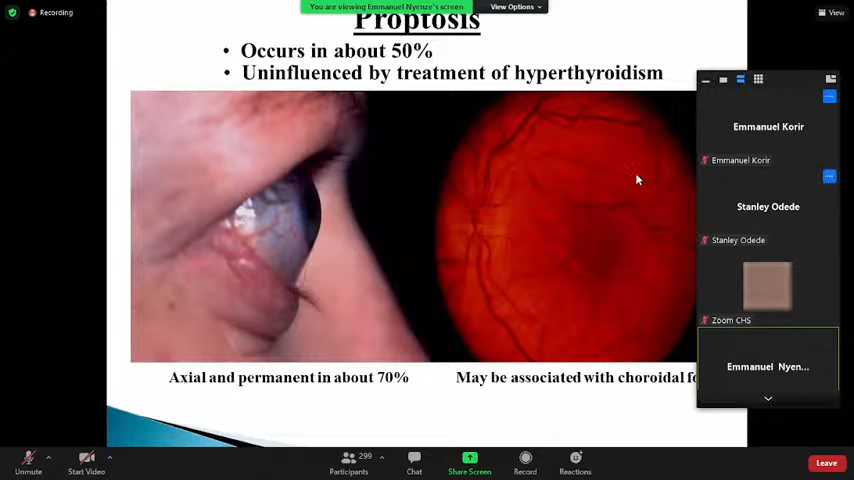 Recording
You are viewing Emmanuel Nyenze's screen
View Options
View
Proptosis
• Occurs in about 50%
• Uninfluenced by treatment of hyperthyroidism
Emmanuel Korir
Emmanuel Korir
Stanley Odede
Stanley Odede
Zoom CHS
Emmanuel Nyen...
Axial and permanent in about 70%
May be associated with choroidal fo
Unmute
Start Video
299
Participants
Chat
Share Screen
Record
Reactions
Leave